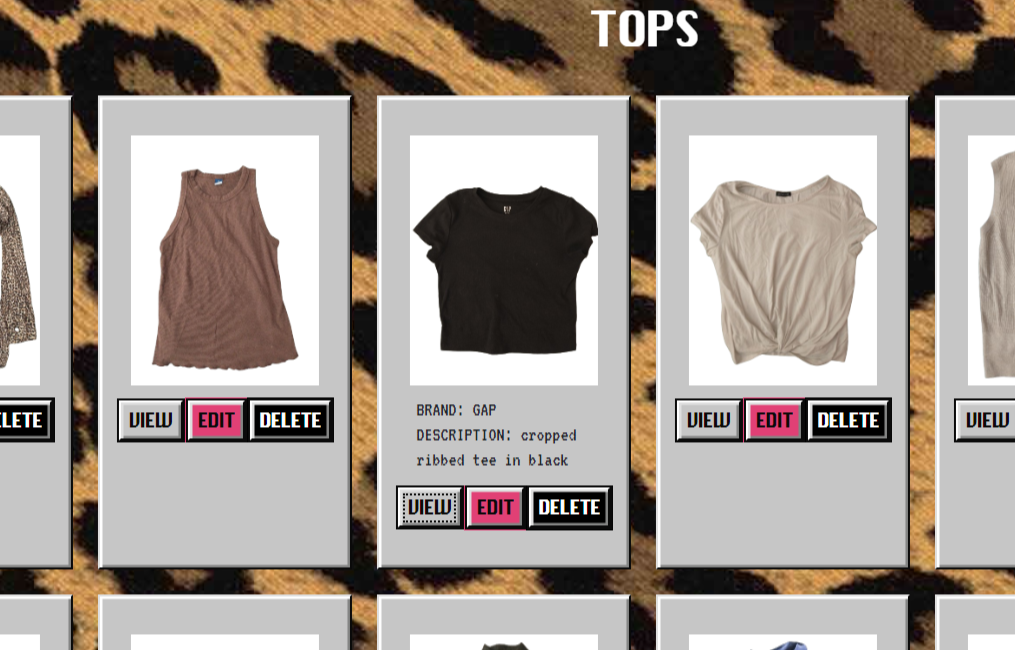 TOPS
BRAND: GAP
DESCRIPTION: cropped
ribbed tee in black
DELETE
VIEW EDIT DELETE
VIEW EDIT DELETE
VIEW EDIT DELETE
VIEW